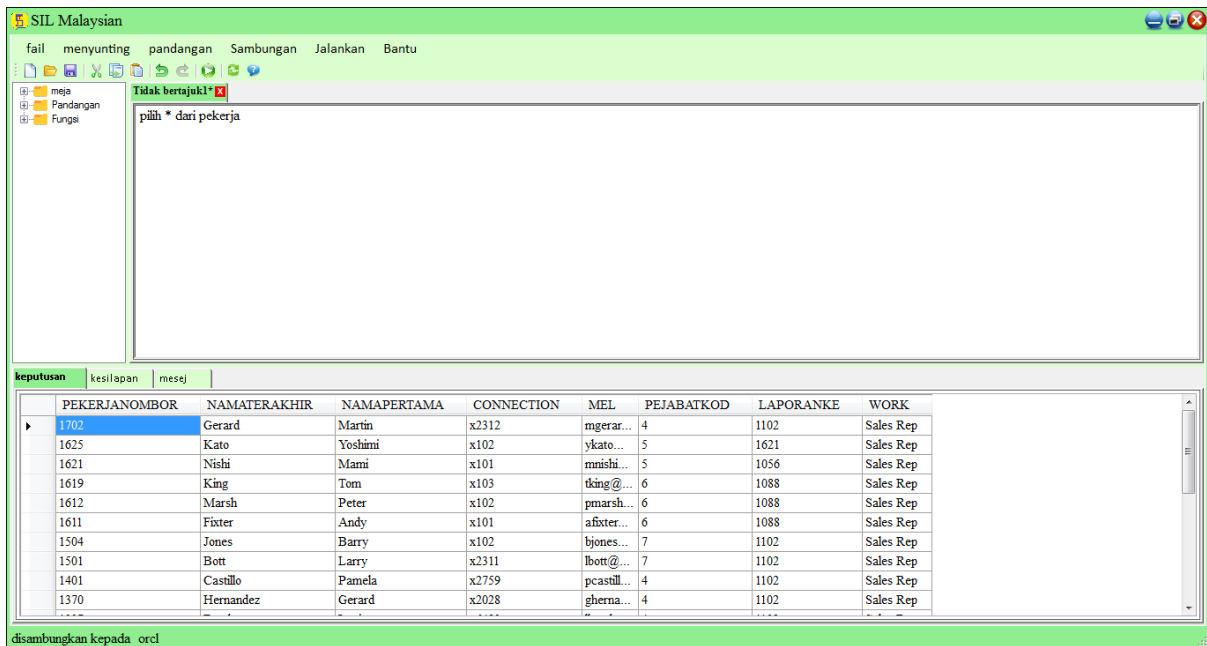 SIL Malaysian
fail menyunting pandangan Sambungan Jalankan Bantu
meja
Pandangan
Fungsi
Tidak bertajuk1*
pilih * dari pekerja
keputusan kesilapan mesej
PEKERJANOMBOR NAMATERAKHIR NAMAPERTAMA CONNECTION MEL PEJABATKOD LAPORANKE WORK
1702 Gerard Martin x2312 mgerar... 4 1102 Sales Rep
1625 Kato Yoshimi x102 ykato... 5 1621 Sales Rep
1621 Nishi Mami x101 mnishi... 5 1056 Sales Rep
1619 King Tom x103 tking@... 6 1088 Sales Rep
1612 Marsh Peter x102 pmarsh... 6 1088 Sales Rep
1611 Fixter Andy x101 afixter... 6 1088 Sales Rep
1504 Jones Barry x102 bjones... 7 1102 Sales Rep
1501 Bott Larry x2311 lbott@... 7 1102 Sales Rep
1401 Castillo Pamela x2759 pcastill... 4 1102 Sales Rep
1370 Hernandez Gerard x2028 gherna... 4 1102 Sales Rep
disambungkan kepada orcl